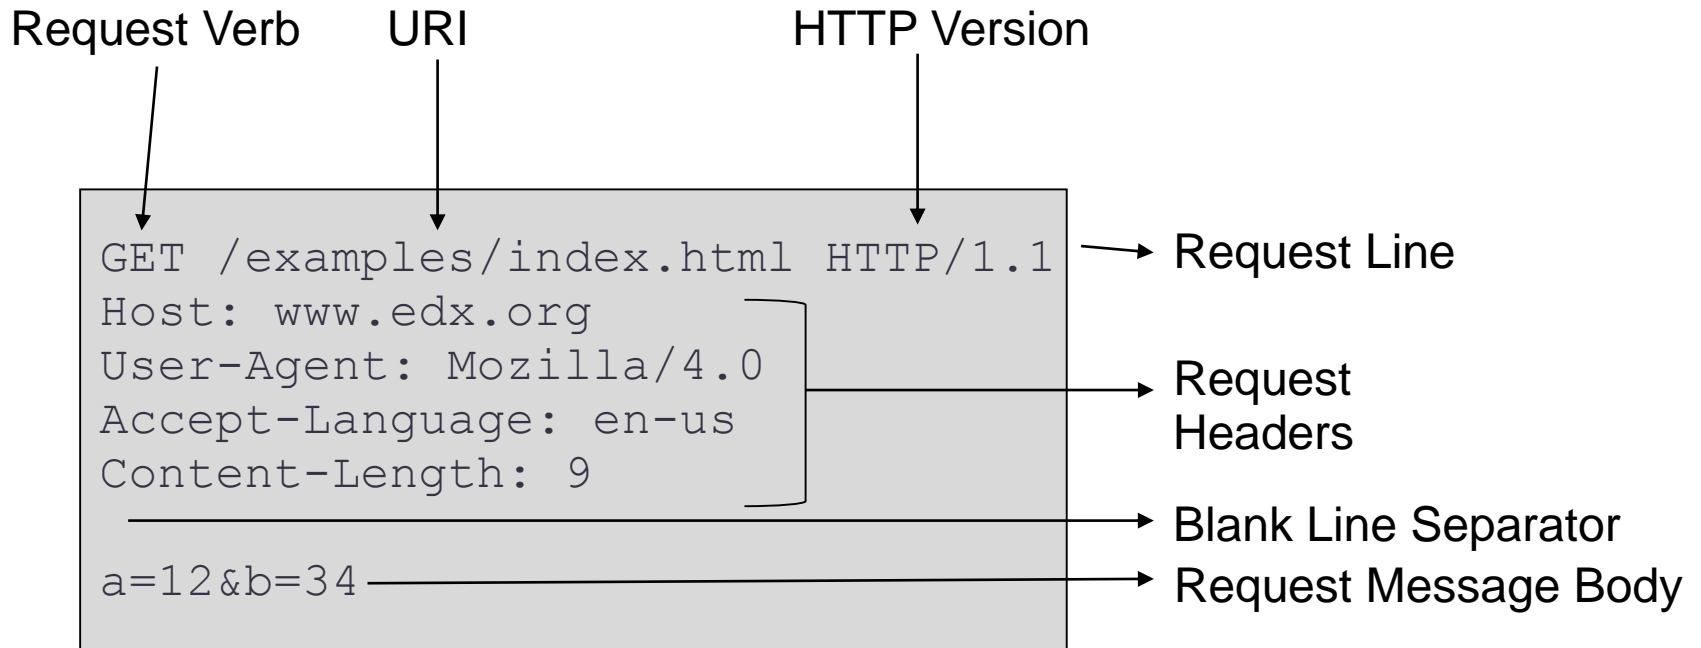 Request Verb URI HTTP Version
GET /examples/index.html HTTP/1.1
Request Line
Host: www.edx.org
User-Agent: Mozilla/4.0
Accept-Language: en-us
Content-Length: 9
Request
Headers
Blank Line Separator
a=12&b=34
Request Message Body